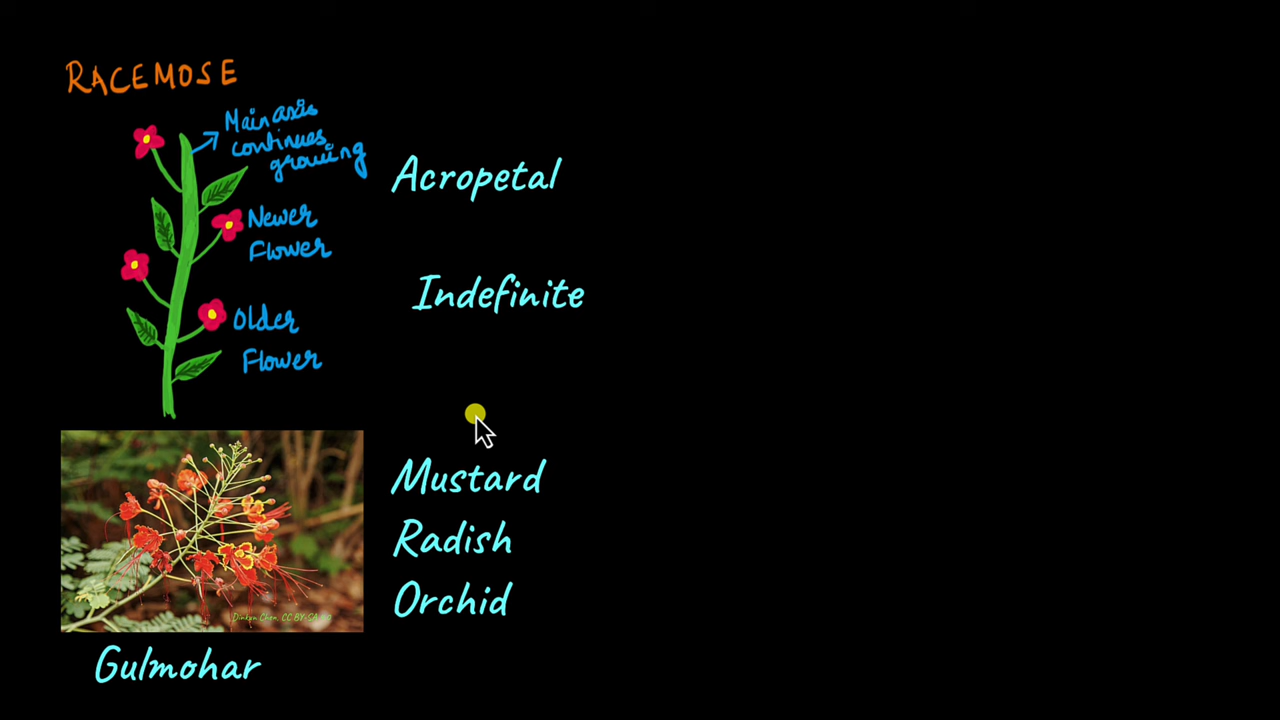 RACEMOSE
Main axis
continues
growing
Acropetal
Newer
Flower
Indefinite
Older
Flower
Mustard
Radish
Orchid
Gulmohar